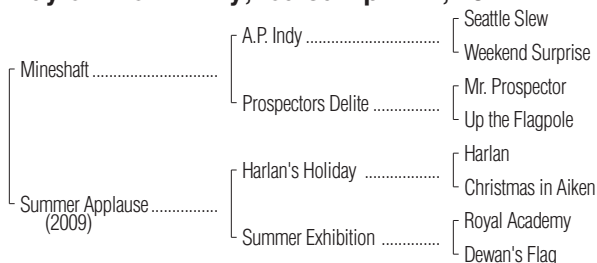 Seattle Slew
A.P. Indy
Weekend Surprise
Mineshaft
Mr. Prospector
Prospectors Delite
Up the Flagpole
Harlan
Harlan's Holiday
Christmas in Aiken
Summer Applause
(2009)
Royal Academy
Summer Exhibition
Dewan's Flag